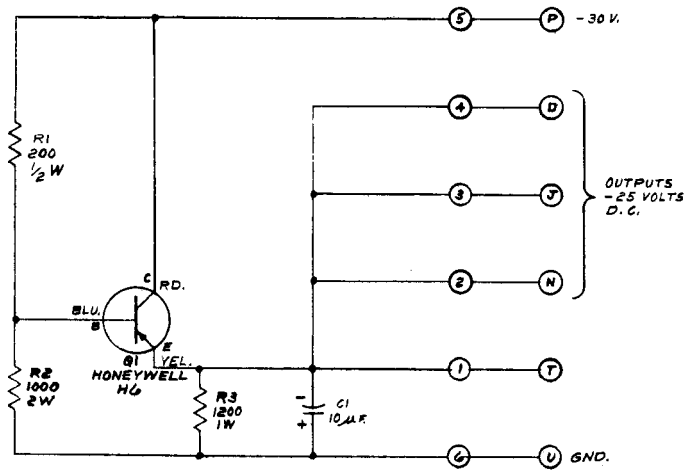 5
P
-30 V.
4
D
R1
200
1/2 W
3
J
OUTPUTS
-25 VOLTS
D.C.
C
RD.
2
N
BLU.
B
E
YEL.
Q1
HONEYWELL
H6
1
T
R2
1000
2W
R3
1200
1W
-
+
C1
10 µF.
6
U
GND.